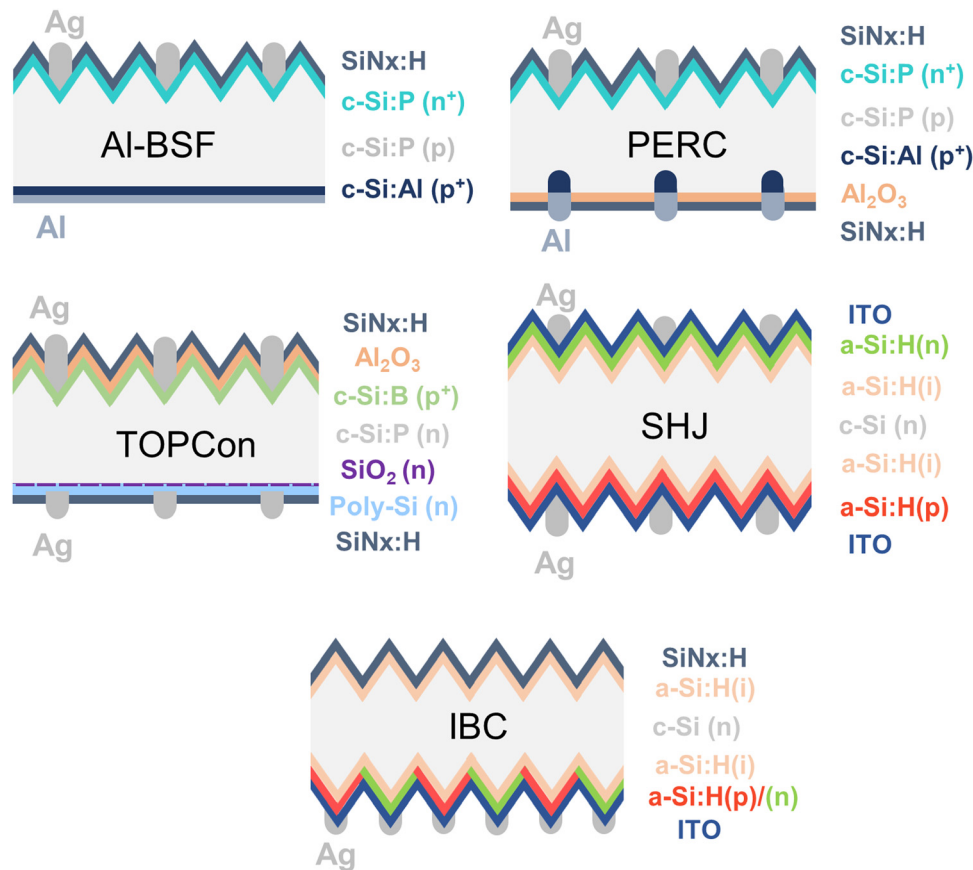 Ag
SiNx:H
c-Si:P (n⁺)
Al-BSF
c-Si:P (p)
c-Si:Al (p⁺)
Al
Ag
SiNx:H
c-Si:P (n⁺)
PERC
c-Si:P (p)
c-Si:Al (p⁺)
Al₂O₃
Al
SiNx:H
Ag
SiNx:H
Al₂O₃
c-Si:B (p⁺)
c-Si:P (n)
TOPCon
SiO₂ (n)
Poly-Si (n)
SiNx:H
Ag
Ag
ITO
a-Si:H(n)
a-Si:H(i)
SHJ
c-Si (n)
a-Si:H(i)
a-Si:H(p)
ITO
Ag
SiNx:H
a-Si:H(i)
IBC
c-Si (n)
a-Si:H(i)
a-Si:H(p)/(n)
ITO
Ag